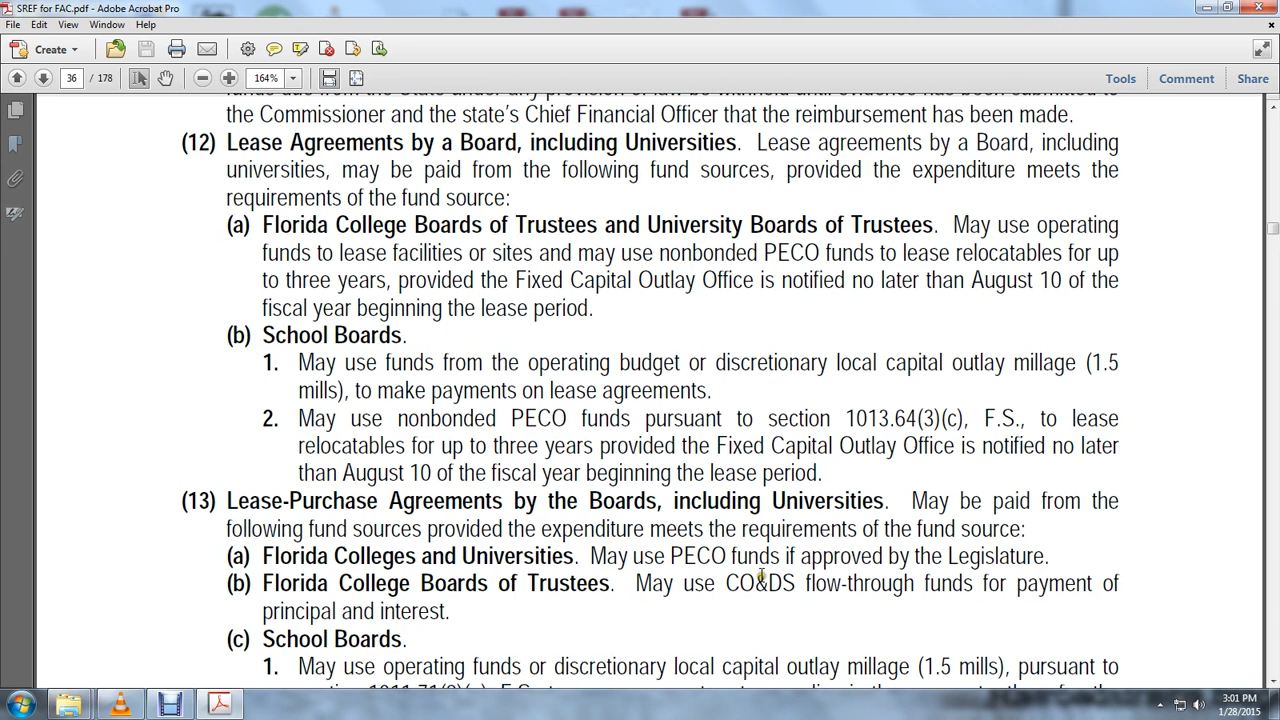 SREF for FAC.pdf - Adobe Acrobat Pro
File Edit View Window Help
Create
36 / 178 164% Tools Comment Share
the Commissioner and the state's Chief Financial Officer that the reimbursement has been made.
(12) Lease Agreements by a Board, including Universities. Lease agreements by a Board, including
universities, may be paid from the following fund sources, provided the expenditure meets the
requirements of the fund source:
(a) Florida College Boards of Trustees and University Boards of Trustees. May use operating
funds to lease facilities or sites and may use nonbonded PECO funds to lease relocatables for up
to three years, provided the Fixed Capital Outlay Office is notified no later than August 10 of the
fiscal year beginning the lease period.
(b) School Boards.
1. May use funds from the operating budget or discretionary local capital outlay millage (1.5
mills), to make payments on lease agreements.
2. May use nonbonded PECO funds pursuant to section 1013.64(3)(c), F.S., to lease
relocatables for up to three years provided the Fixed Capital Outlay Office is notified no later
than August 10 of the fiscal year beginning the lease period.
(13) Lease-Purchase Agreements by the Boards, including Universities. May be paid from the
following fund sources provided the expenditure meets the requirements of the fund source:
(a) Florida Colleges and Universities. May use PECO funds if approved by the Legislature.
(b) Florida College Boards of Trustees. May use CO&DS flow-through funds for payment of
principal and interest.
(c) School Boards.
1. May use operating funds or discretionary local capital outlay millage (1.5 mills), pursuant to
3:01 PM
1/28/2015